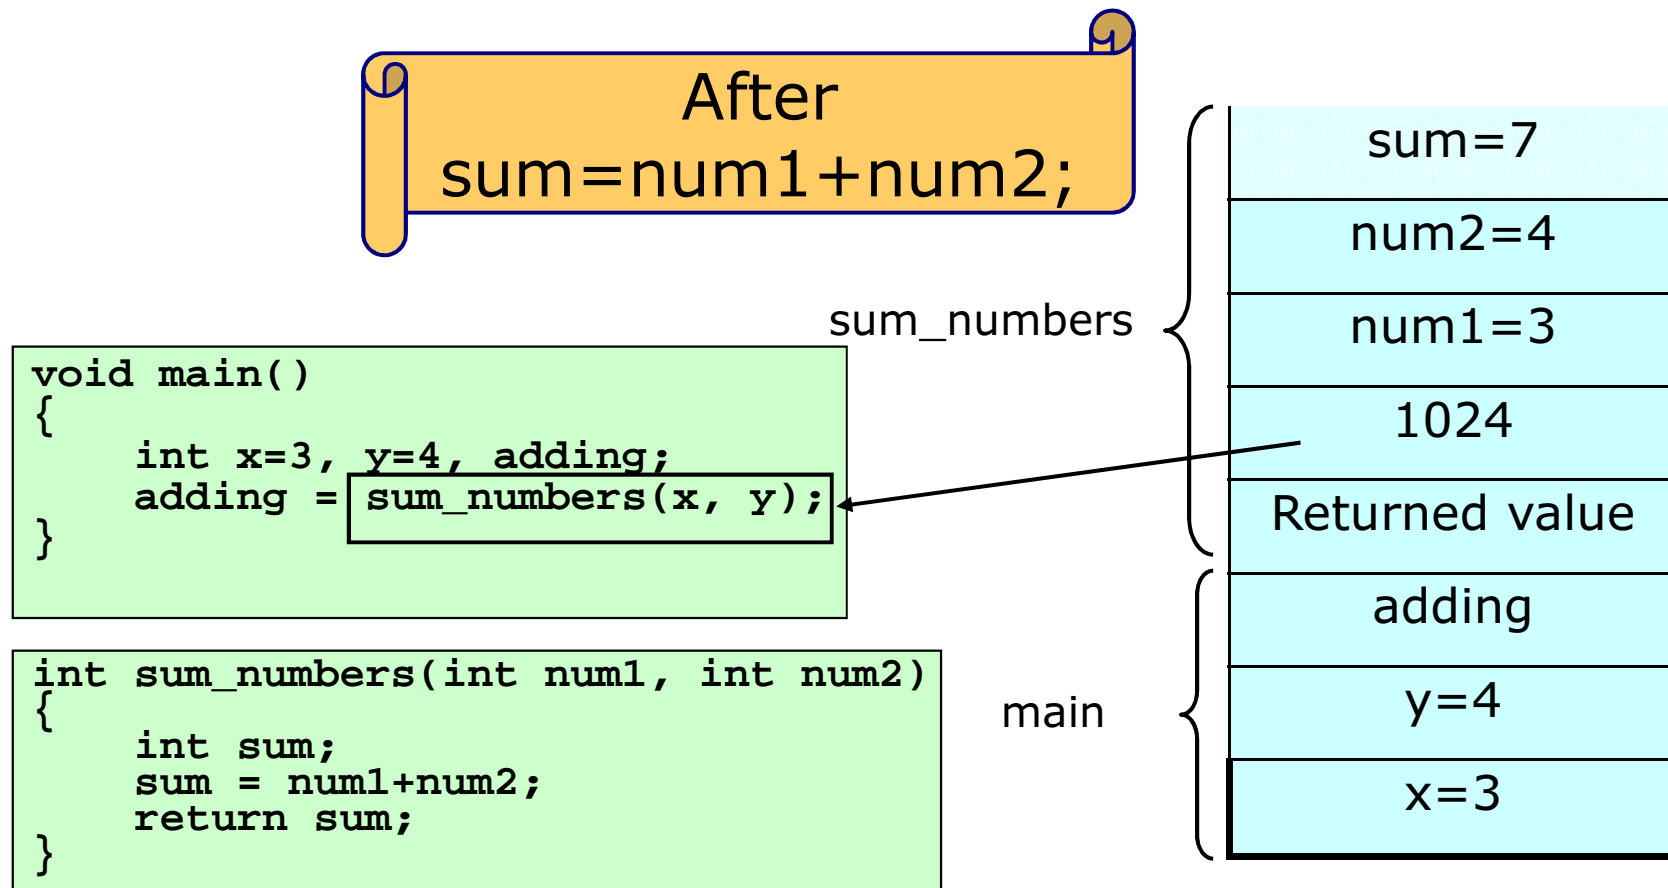 After
sum=num1+num2;
void main()
{
int x=3, y=4, adding;
adding = sum_numbers(x, y);
}
int sum_numbers(int num1, int num2)
{
int sum;
sum = num1+num2;
return sum;
}
sum_numbers
main
sum=7
num2=4
num1=3
1024
Returned value
adding
y=4
x=3